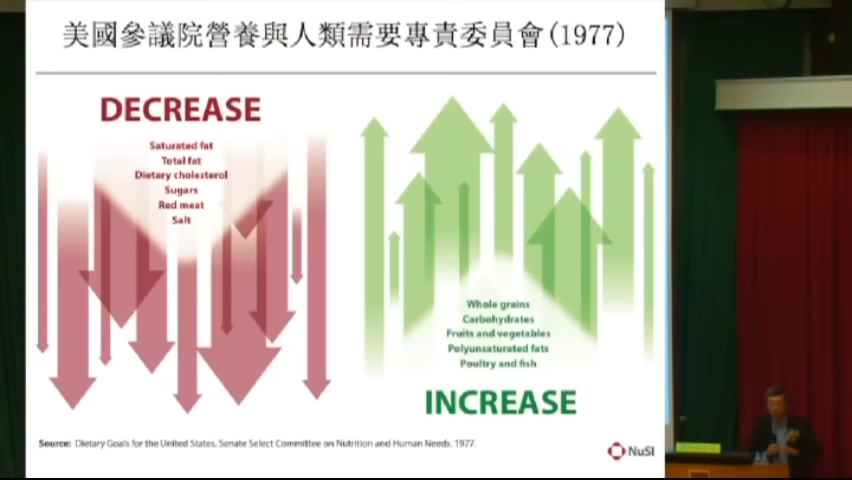 美國參議院營養與人類需要專責委員會(1977)
DECREASE
Saturated fat
Total fat
Dietary cholesterol
Sugars
Red meat
Salt
Whole grains
Carbohydrates
Fruits and vegetables
Polyunsaturated fats
Poultry and fish
INCREASE
Source: Dietary Goals for the United States, Senate Select Committee on Nutrition and Human Needs, 1977.
NuSI